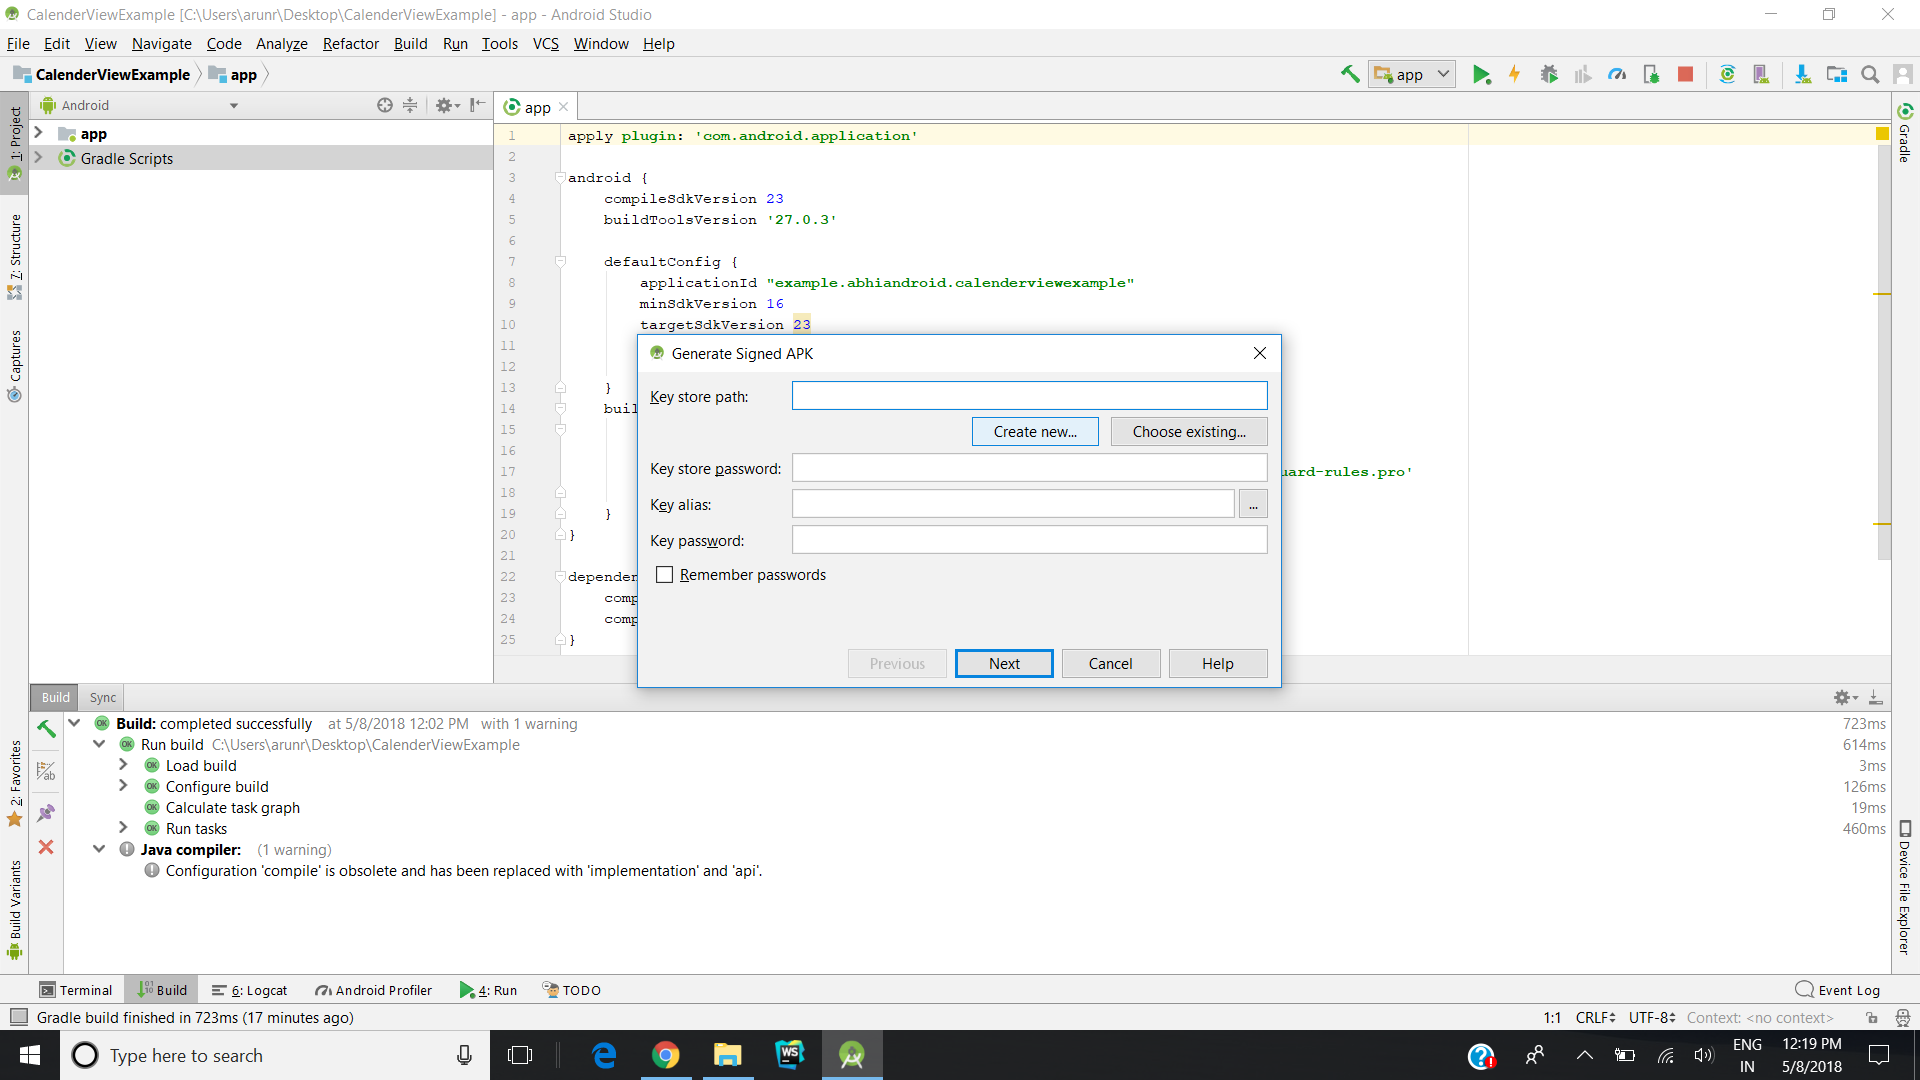 CalenderViewExample [C:\Users\arunr\Desktop\CalenderViewExample] - app - Android Studio
File Edit View Navigate Code Analyze Refactor Build Run Tools VCS Window Help
CalenderViewExample app
app
Android
app
1: Project
7: Structure
Captures
2: Favorites
Build Variants
app
Gradle Scripts
1 apply plugin: 'com.android.application'
2
3 android {
4 compileSdkVersion 23
5 buildToolsVersion '27.0.3'
6
7 defaultConfig {
8 applicationId "example.abhiandroid.calenderviewexample"
9 minSdkVersion 16
10 targetSdkVersion 23
11
12
13 }
14 buil
15
16
17 uard-rules.pro'
18
19 }
20 }
21
22 depender
23 comp
24 comp
25 }
Gradle
Device File Explorer
Generate Signed APK
Key store path:
Create new... Choose existing...
Key store password:
Key alias:
...
Key password:
Remember passwords
Previous Next Cancel Help
Build Sync
Build: completed successfully at 5/8/2018 12:02 PM with 1 warning 723ms
Run build C:\Users\arunr\Desktop\CalenderViewExample 614ms
Load build 3ms
Configure build 126ms
Calculate task graph 19ms
Run tasks 460ms
Java compiler: (1 warning)
Configuration 'compile' is obsolete and has been replaced with 'implementation' and 'api'.
Terminal Build 6: Logcat Android Profiler 4: Run TODO Event Log
Gradle build finished in 723ms (17 minutes ago) 1:1 CRLF UTF-8 Context: <no context>
Type here to search
WS
ENG
IN
12:19 PM
5/8/2018